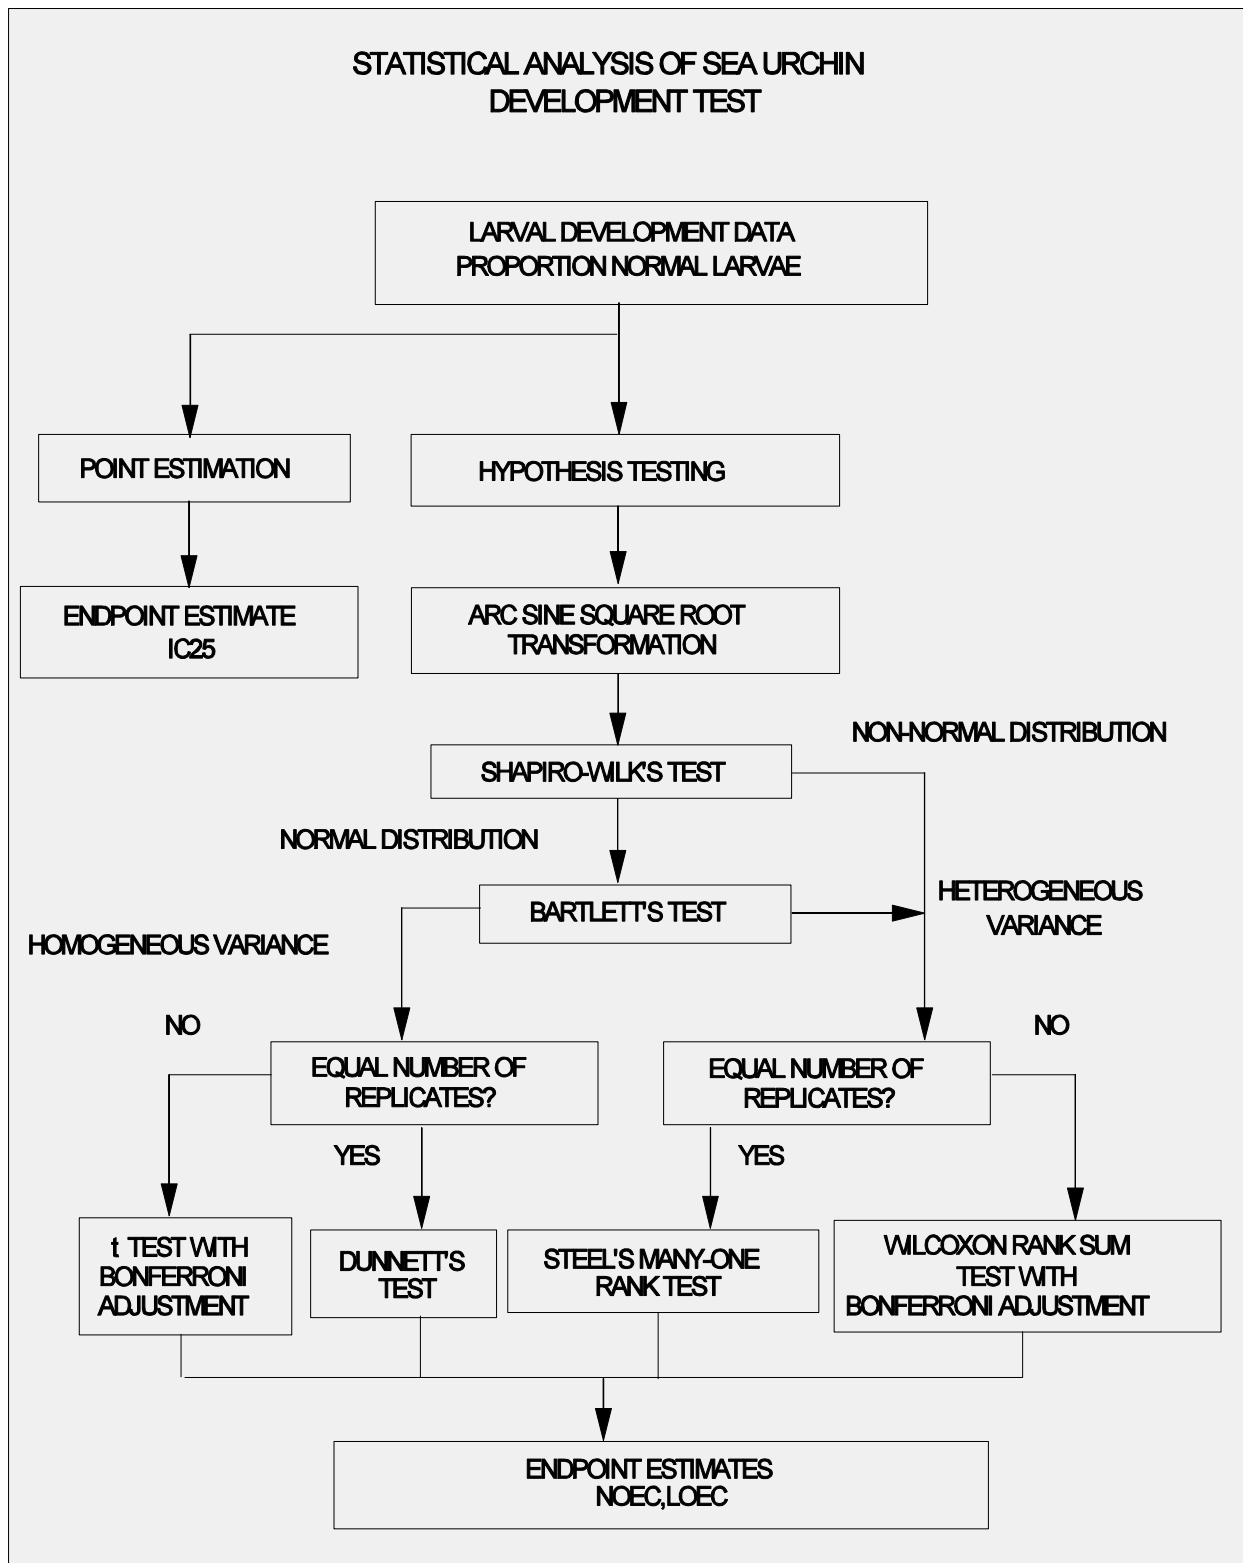 STATISTICAL ANALYSIS OF SEA URCHIN
DEVELOPMENT TEST
LARVAL DEVELOPMENT DATA
PROPORTION NORMAL LARVAE
POINT ESTIMATION
HYPOTHESIS TESTING
ENDPOINT ESTIMATE
IC25
ARC SINE SQUARE ROOT
TRANSFORMATION
NON-NORMAL DISTRIBUTION
SHAPIRO-WILK'S TEST
NORMAL DISTRIBUTION
BARTLETT'S TEST
HETEROGENEOUS
VARIANCE
HOMOGENEOUS VARIANCE
NO
EQUAL NUMBER OF
REPLICATES?
YES
EQUAL NUMBER OF
REPLICATES?
NO
YES
t TEST WITH
BONFERRONI
ADJUSTMENT
DUNNETT'S
TEST
STEEL'S MANY-ONE
RANK TEST
WILCOXON RANK SUM
TEST WITH
BONFERRONI ADJUSTMENT
ENDPOINT ESTIMATES
NOEC,LOEC